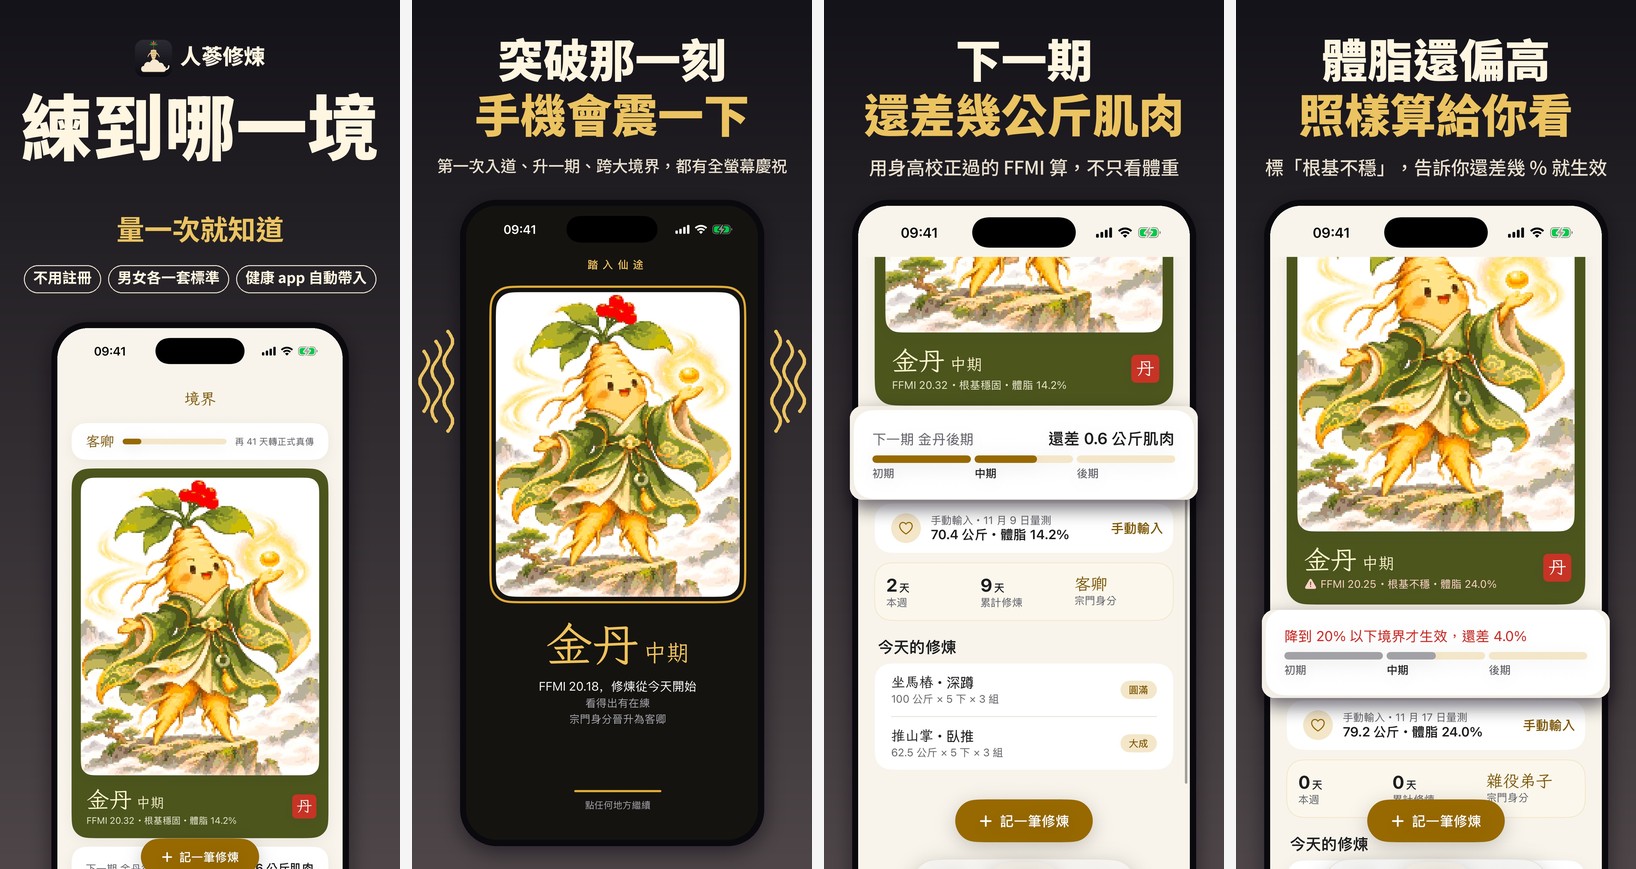 人蔘修煉
練到哪一境
量一次就知道
不用註冊
男女各一套標準
健康 app 自動帶入
09:41
境界
客卿
再 41 天轉正式真傳
金丹 中期
FFMI 20.32・根基穩固・體脂 14.2%
丹
＋ 記一筆修煉
突破那一刻
手機會震一下
第一次入道、升一期、跨大境界，都有全螢幕慶祝
09:41
踏入仙途
金丹 中期
FFMI 20.18，修煉從今天開始
看得出有在練
宗門身分晉升為客卿
點任何地方繼續
下一期
還差幾公斤肌肉
用身高校正過的 FFMI 算，不只看體重
09:41
金丹 中期
FFMI 20.32・根基穩固・體脂 14.2%
丹
下一期 金丹後期
還差 0.6 公斤肌肉
初期
中期
後期
手動輸入・11 月 9 日量測
70.4 公斤・體脂 14.2%
手動輸入
2 天
本週
9 天
累計修煉
客卿
宗門身分
今天的修煉
坐馬樁・深蹲
100 公斤 × 5 下 × 3 組
圓滿
推山掌・臥推
62.5 公斤 × 5 下 × 3 組
大成
＋ 記一筆修煉
體脂還偏高
照樣算給你看
標「根基不穩」，告訴你還差幾 % 就生效
09:41
金丹 中期
FFMI 20.25・根基不穩・體脂 24.0%
丹
降到 20% 以下境界才生效，還差 4.0%
初期
中期
後期
手動輸入・11 月 17 日量測
79.2 公斤・體脂 24.0%
手動輸入
0 天
本週
0 天
雜役弟子
宗門身分
＋ 記一筆修煉
今天的修煉